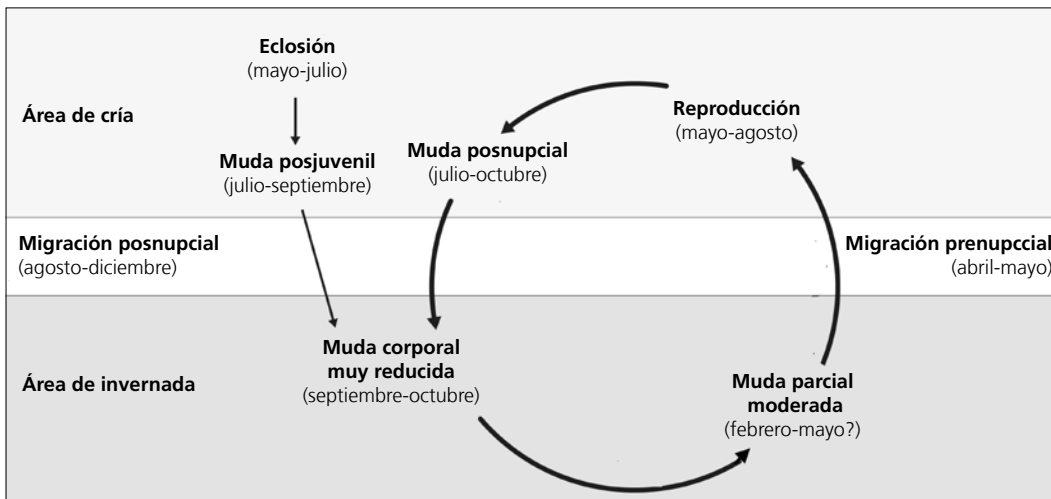 Eclosión
(mayo-julio)
Reproducción
(mayo-agosto)
Área de cría
Muda posjuvenil
(julio-septiembre)
Muda posnupcial
(julio-octubre)
Migración posnupcial
(agosto-diciembre)
Migración prenupccial
(abril-mayo)
Muda corporal
muy reducida
(septiembre-octubre)
Área de invernada
Muda parcial
moderada
(febrero-mayo?)